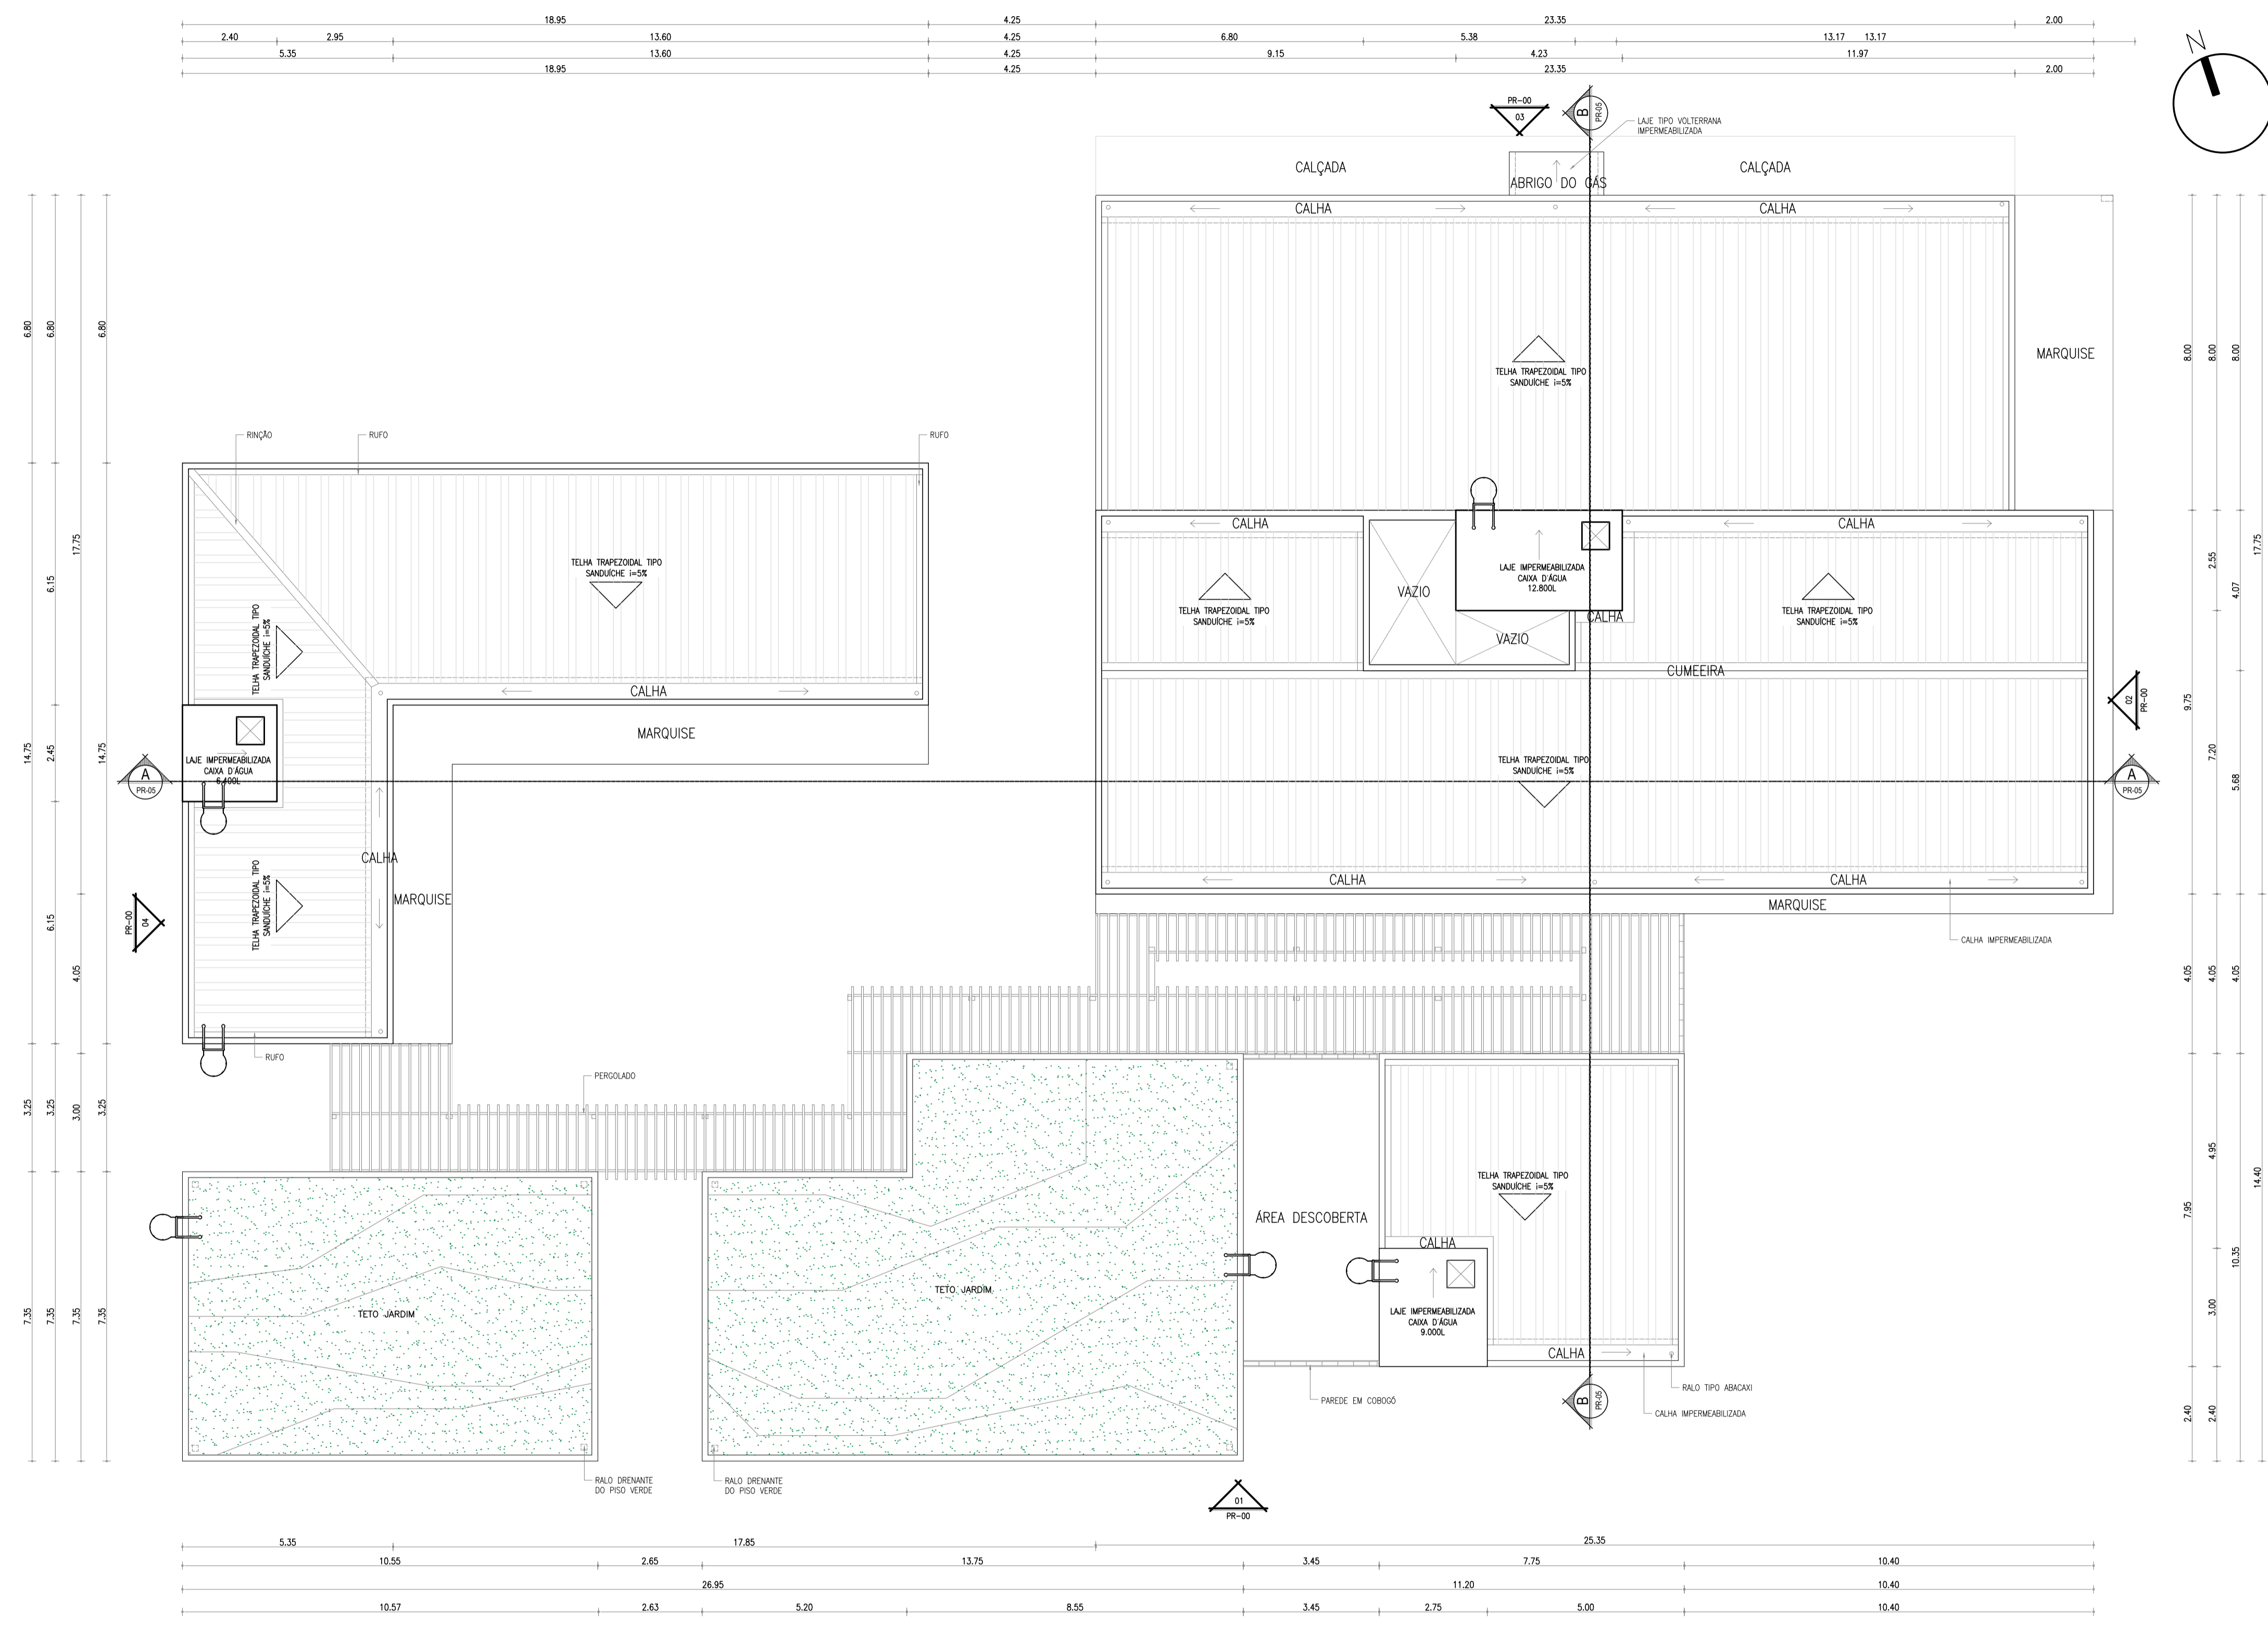 18.95
4.25
23.35
2.00
2.40
2.95
13.60
4.25
6.80
5.38
13.17
13.17
5.35
13.60
4.25
9.15
4.23
11.97
18.95
4.25
23.35
2.00
N
PR-00
03
B
PR-05
LAJE TIPO VOLTERRANA
IMPERMEABILIZADA
CALÇADA
CALÇADA
ABRIGO DO GÁS
CALHA
CALHA
6.80
6.80
6.80
TELHA TRAPEZOIDAL TIPO
SANDUÍCHE i=5%
MARQUISE
8.00
8.00
8.00
RINÇÃO
RUFO
RUFO
CALHA
CALHA
17.75
6.15
TELHA TRAPEZOIDAL TIPO
SANDUÍCHE i=5%
VAZIO
LAJE IMPERMEABILIZADA
CAIXA D'ÁGUA
12.800L
CALHA
VAZIO
TELHA TRAPEZOIDAL TIPO
SANDUÍCHE i=5%
TELHA TRAPEZOIDAL TIPO
SANDUÍCHE i=5%
2.55
4.07
17.75
TELHA TRAPEZOIDAL TIPO
SANDUÍCHE i=5%
CUMEEIRA
CALHA
MARQUISE
02
PR-00
9.75
7.20
5.68
14.75
2.45
14.75
LAJE IMPERMEABILIZADA
CAIXA D'ÁGUA
6.400L
A
PR-05
TELHA TRAPEZOIDAL TIPO
SANDUÍCHE i=5%
A
PR-05
CALHA
MARQUISE
TELHA TRAPEZOIDAL TIPO
SANDUÍCHE i=5%
CALHA
CALHA
MARQUISE
PR-00
04
6.15
4.05
CALHA IMPERMEABILIZADA
4.05
4.05
4.05
RUFO
PERGOLADO
3.25
3.25
3.00
3.25
TELHA TRAPEZOIDAL TIPO
SANDUÍCHE i=5%
ÁREA DESCOBERTA
CALHA
4.95
7.95
14.40
10.35
TETO JARDIM
TETO JARDIM
LAJE IMPERMEABILIZADA
CAIXA D'ÁGUA
9.000L
7.35
7.35
7.35
7.35
3.00
CALHA
RALO TIPO ABACAXI
PAREDE EM COBOGÓ
CALHA IMPERMEABILIZADA
B
PR-05
2.40
2.40
RALO DRENANTE
DO PISO VERDE
RALO DRENANTE
DO PISO VERDE
01
PR-00
5.35
17.85
25.35
10.55
2.65
13.75
3.45
7.75
10.40
26.95
11.20
10.40
10.57
2.63
5.20
8.55
3.45
2.75
5.00
10.40